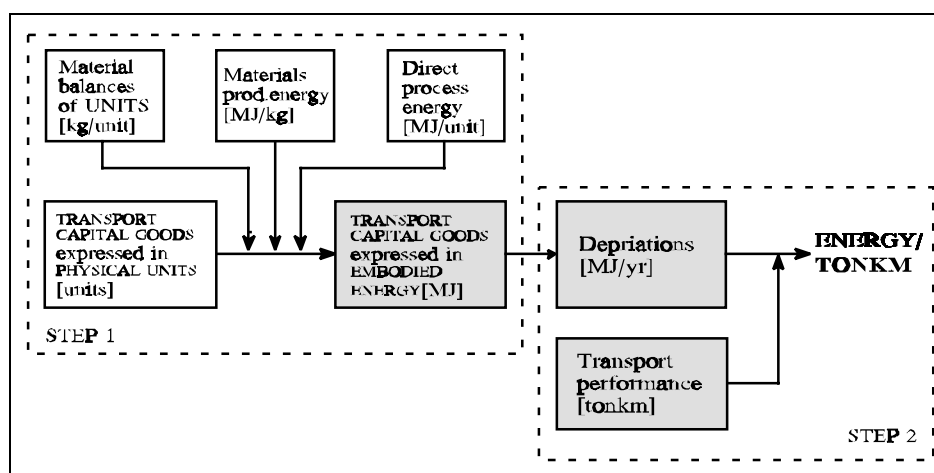 Material
balances
of UNITS
[kg/unit]
Materials
prod.energy
[MJ/kg]
Direct
process
energy
[MJ/unit]
TRANSPORT
CAPITAL GOODS
expressed in
PHYSICAL UNITS
[units]
TRANSPORT
CAPITAL GOODS
expressed in
EMBODIED
ENERGY[MJ]
STEP 1
Depriations
[MJ/yr]
ENERGY/
TONKM
Transport
performance
[tonkm]
STEP 2